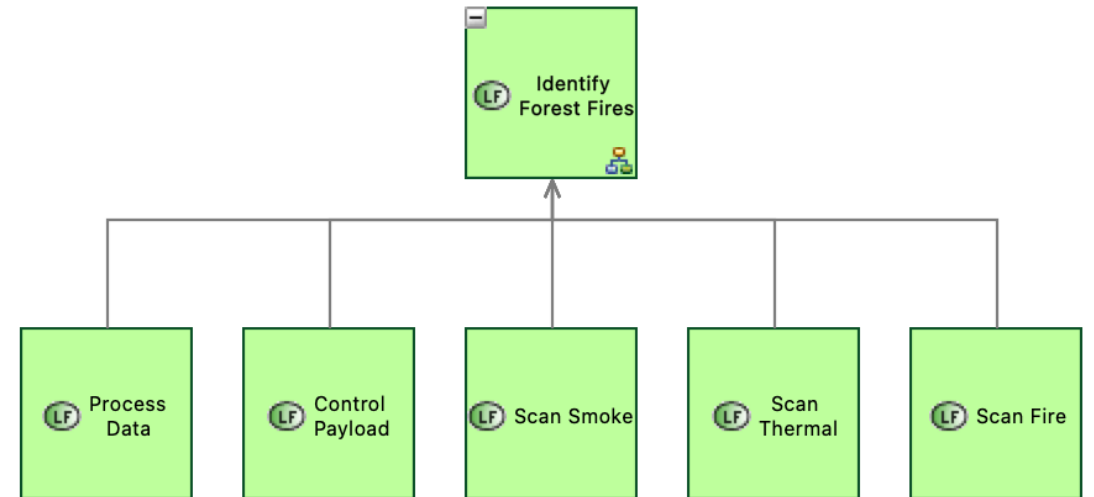 LF
Identify
Forest Fires
LF
Process
Data
LF
Control
Payload
LF
Scan Smoke
LF
Scan
Thermal
LF
Scan Fire